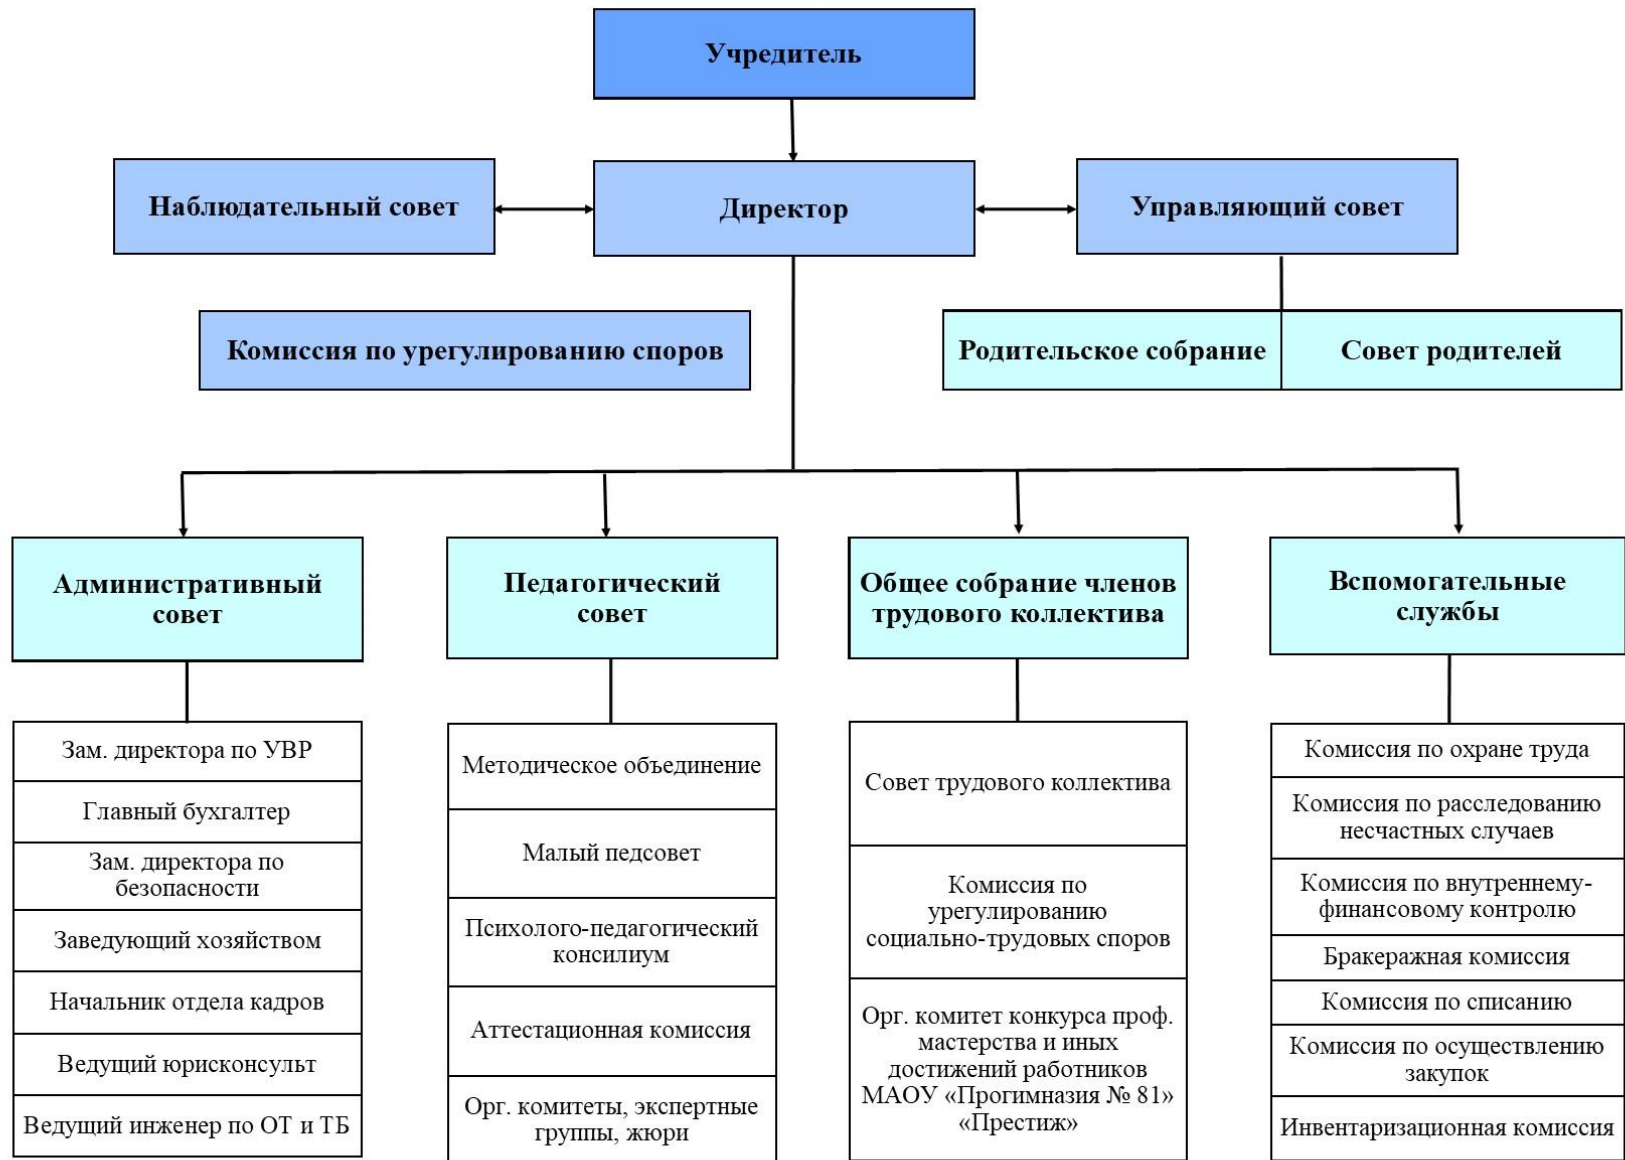 Учредитель
Наблюдательный совет
Директор
Управляющий совет
Комиссия по урегулированию споров
Родительское собрание
Совет родителей
Административный
совет
Педагогический
совет
Общее собрание членов
трудового коллектива
Вспомогательные
службы
Зам. директора по УВР
Главный бухгалтер
Зам. директора по
безопасности
Заведующий хозяйством
Начальник отдела кадров
Ведущий юрисконсульт
Ведущий инженер по ОТ и ТБ
Методическое объединение
Малый педсовет
Психолого-педагогический
консилиум
Аттестационная комиссия
Орг. комитеты, экспертные
группы, жюри
Совет трудового коллектива
Комиссия по
урегулированию
социально-трудовых споров
Орг. комитет конкурса проф.
мастерства и иных
достижений работников
МАОУ «Прогимназия № 81»
«Престиж»
Комиссия по охране труда
Комиссия по расследованию
несчастных случаев
Комиссия по внутреннему-
финансовому контролю
Бракеражная комиссия
Комиссия по списанию
Комиссия по осуществлению
закупок
Инвентаризационная комиссия